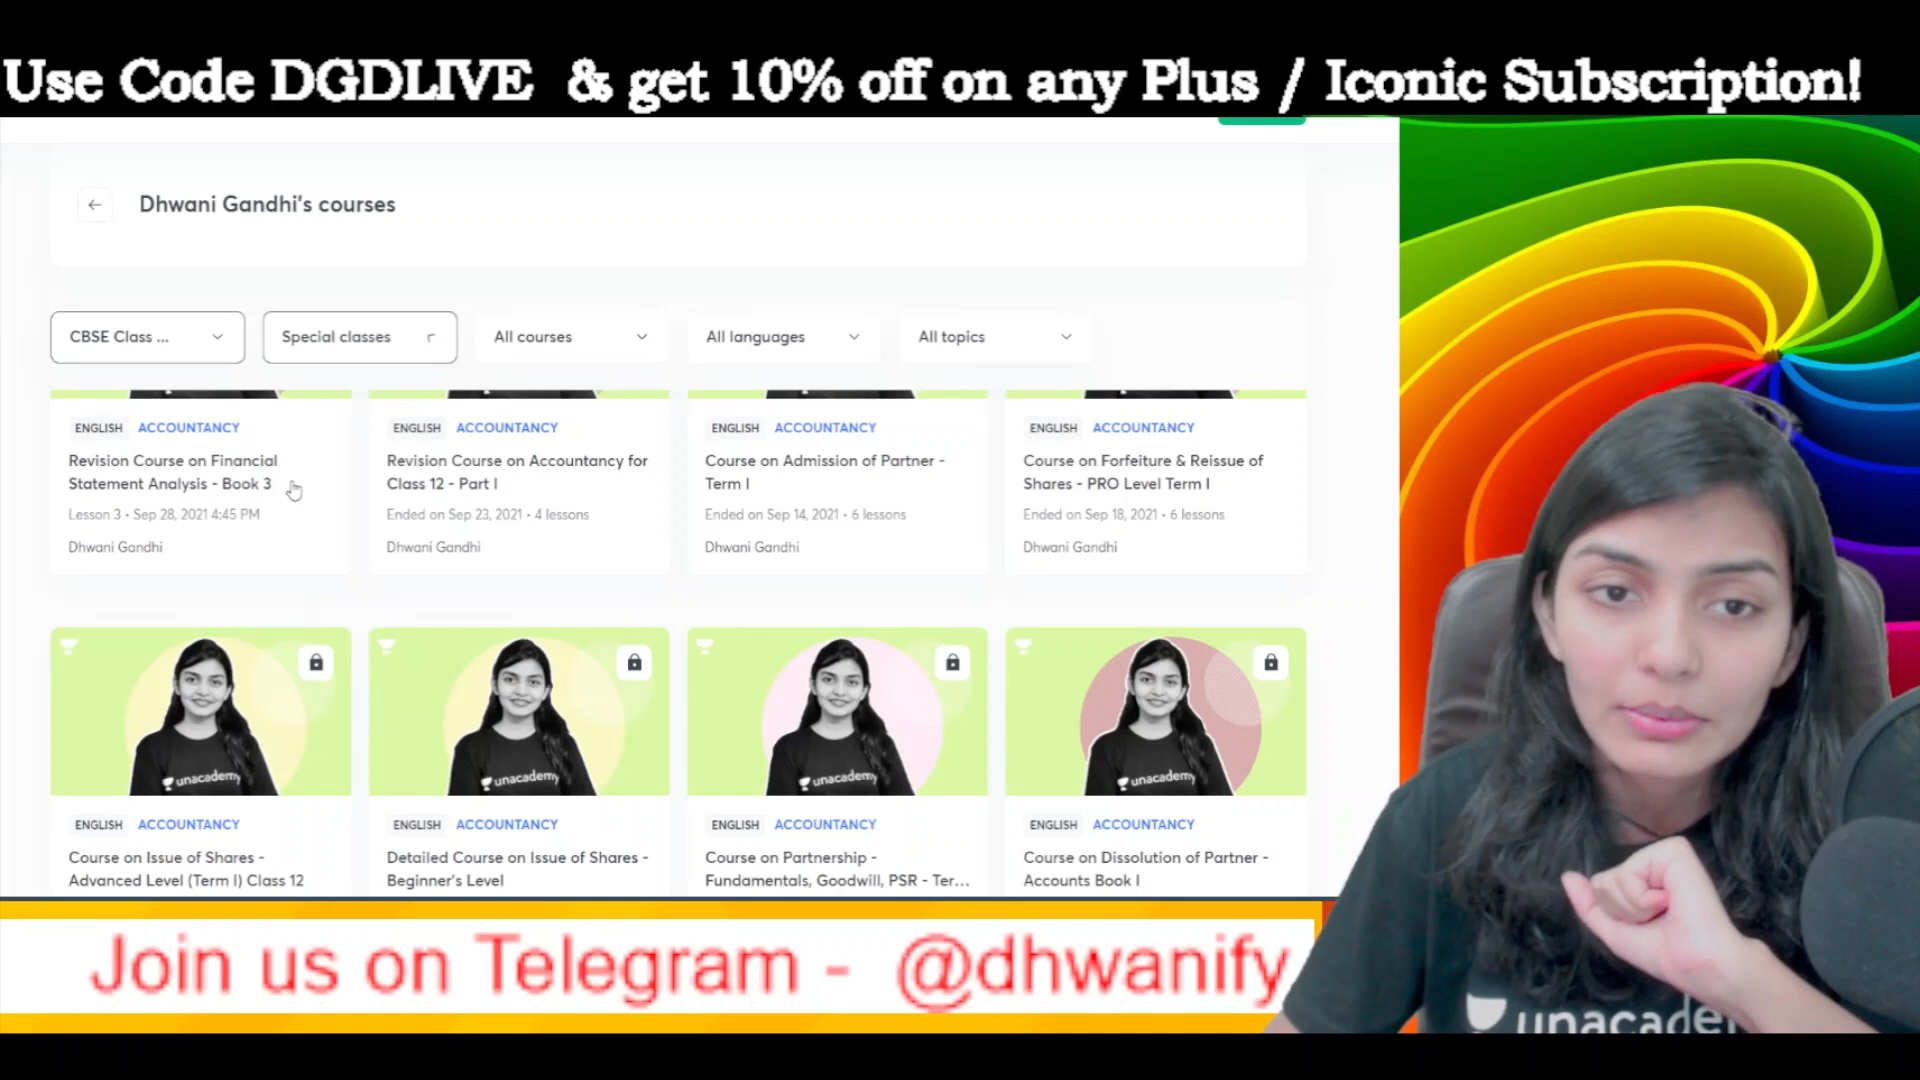 Use Code DGDLIVE & get 10% off on any Plus / Iconic Subscription!
Dhwani Gandhi's courses
CBSE Class ...
Special classes
All courses
All languages
All topics
ENGLISH ACCOUNTANCY
Revision Course on Financial
Statement Analysis - Book 3
Lesson 3 • Sep 28, 2021 4:45 PM
Dhwani Gandhi
ENGLISH ACCOUNTANCY
Revision Course on Accountancy for
Class 12 - Part I
Ended on Sep 23, 2021 • 4 lessons
Dhwani Gandhi
ENGLISH ACCOUNTANCY
Course on Admission of Partner -
Term I
Ended on Sep 14, 2021 • 6 lessons
Dhwani Gandhi
ENGLISH ACCOUNTANCY
Course on Forfeiture & Reissue of
Shares - PRO Level Term I
Ended on Sep 18, 2021 • 6 lessons
Dhwani Gandhi
unacademy
ENGLISH ACCOUNTANCY
Course on Issue of Shares -
Advanced Level (Term I) Class 12
unacademy
ENGLISH ACCOUNTANCY
Detailed Course on Issue of Shares -
Beginner's Level
unacademy
ENGLISH ACCOUNTANCY
Course on Partnership -
Fundamentals, Goodwill, PSR - Ter...
unacademy
ENGLISH ACCOUNTANCY
Course on Dissolution of Partner -
Accounts Book I
Join us on Telegram - @dhwanify